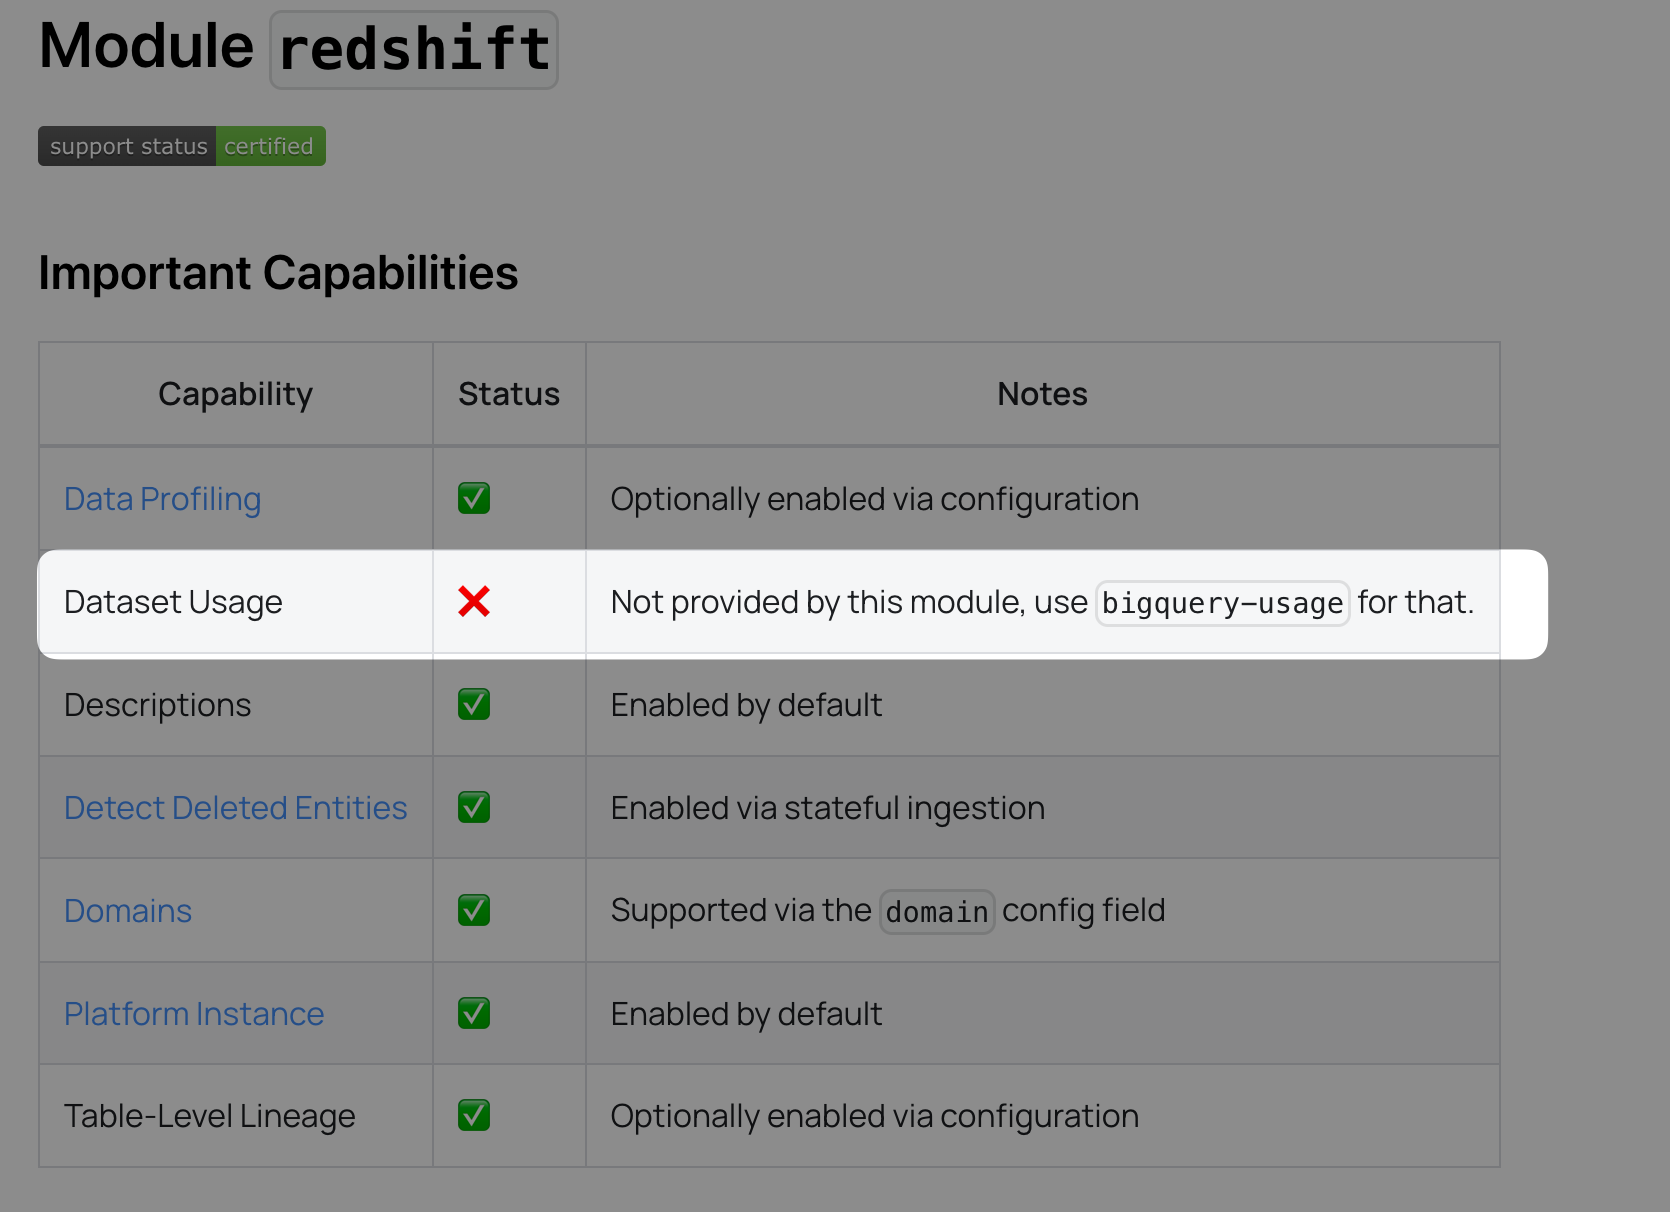 Module redshift
support status certified
Important Capabilities
Capability Status Notes
Data Profiling ✅ Optionally enabled via configuration
Dataset Usage ❌ Not provided by this module, use bigquery-usage for that.
Descriptions ✅ Enabled by default
Detect Deleted Entities ✅ Enabled via stateful ingestion
Domains ✅ Supported via the domain config field
Platform Instance ✅ Enabled by default
Table-Level Lineage ✅ Optionally enabled via configuration